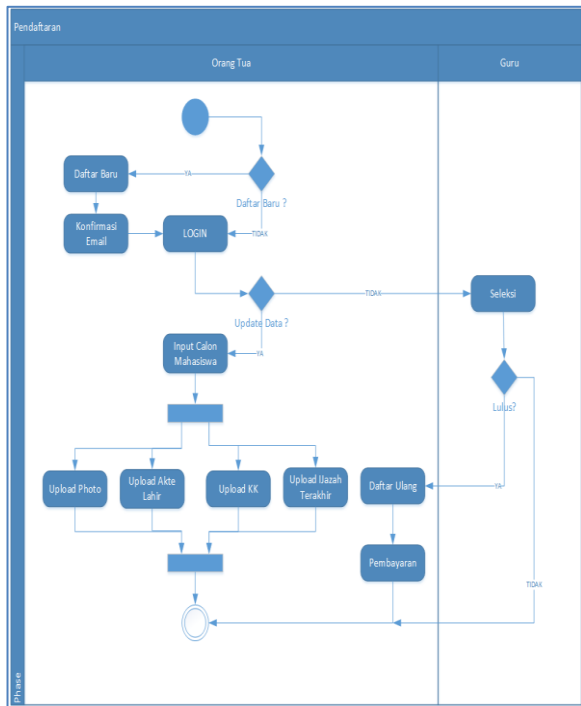 Pendaftaran
Orang Tua
Guru
Daftar Baru
YA
Daftar Baru ?
Konfirmasi
Email
LOGIN
TIDAK
Update Data ?
TIDAK
Seleksi
Input Calon
Mahasiswa
YA
Lulus?
Upload Photo
Upload Akte
Lahir
Upload KK
Upload IJazah
Terakhir
Daftar Ulang
YA
Pembayaran
TIDAK
Phase